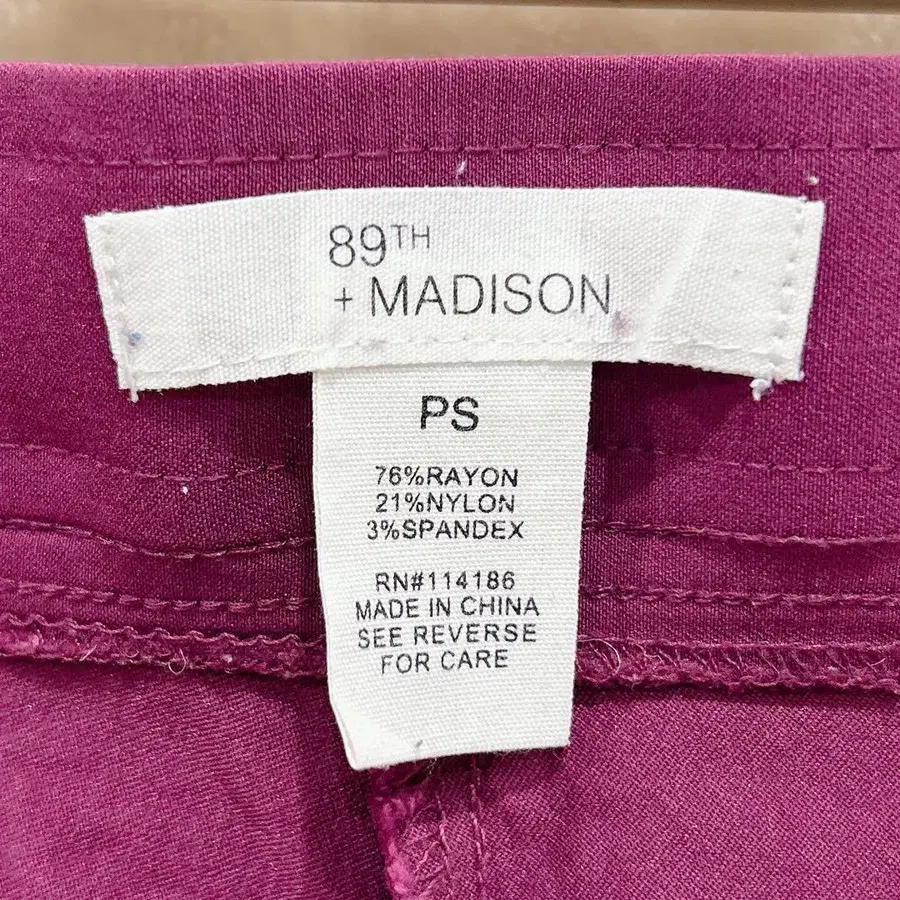 89TH
+ MADISON
PS
76%RAYON
21%NYLON
3%SPANDEX
RN#114186
MADE IN CHINA
SEE REVERSE
FOR CARE